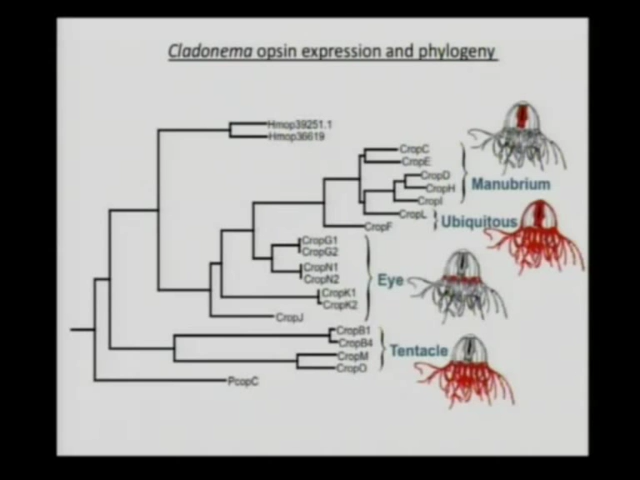 Cladonema opsin expression and phylogeny
Hmop39251.1
Hmop36619
CropC
CropE
CropD
CropH
CropI
Manubrium
CropL
Ubiquitous
CropF
CropG1
CropG2
CropN1
CropN2
Eye
CropK1
CropK2
CropJ
CropB1
CropB4
Tentacle
CropM
CropO
PcopC